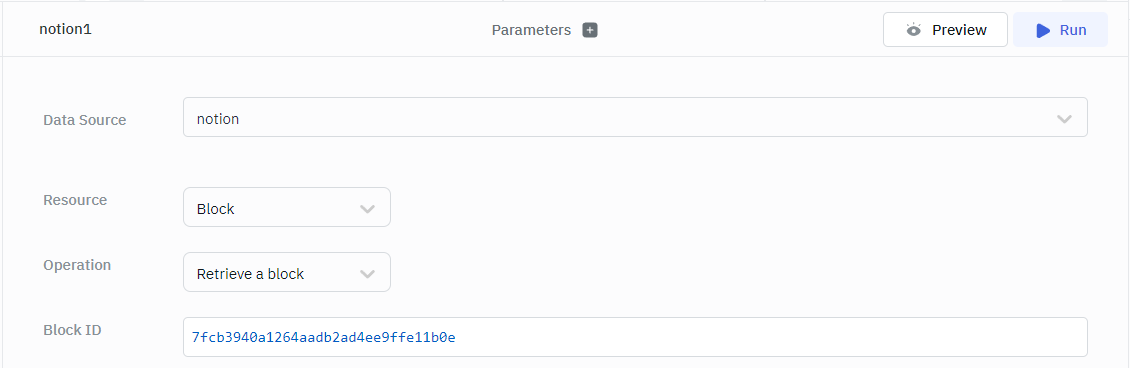 notion1
Parameters
Preview
Run
Data Source
notion
Resource
Block
Operation
Retrieve a block
Block ID
7fcb3940a1264aadb2ad4ee9ffe11b0e